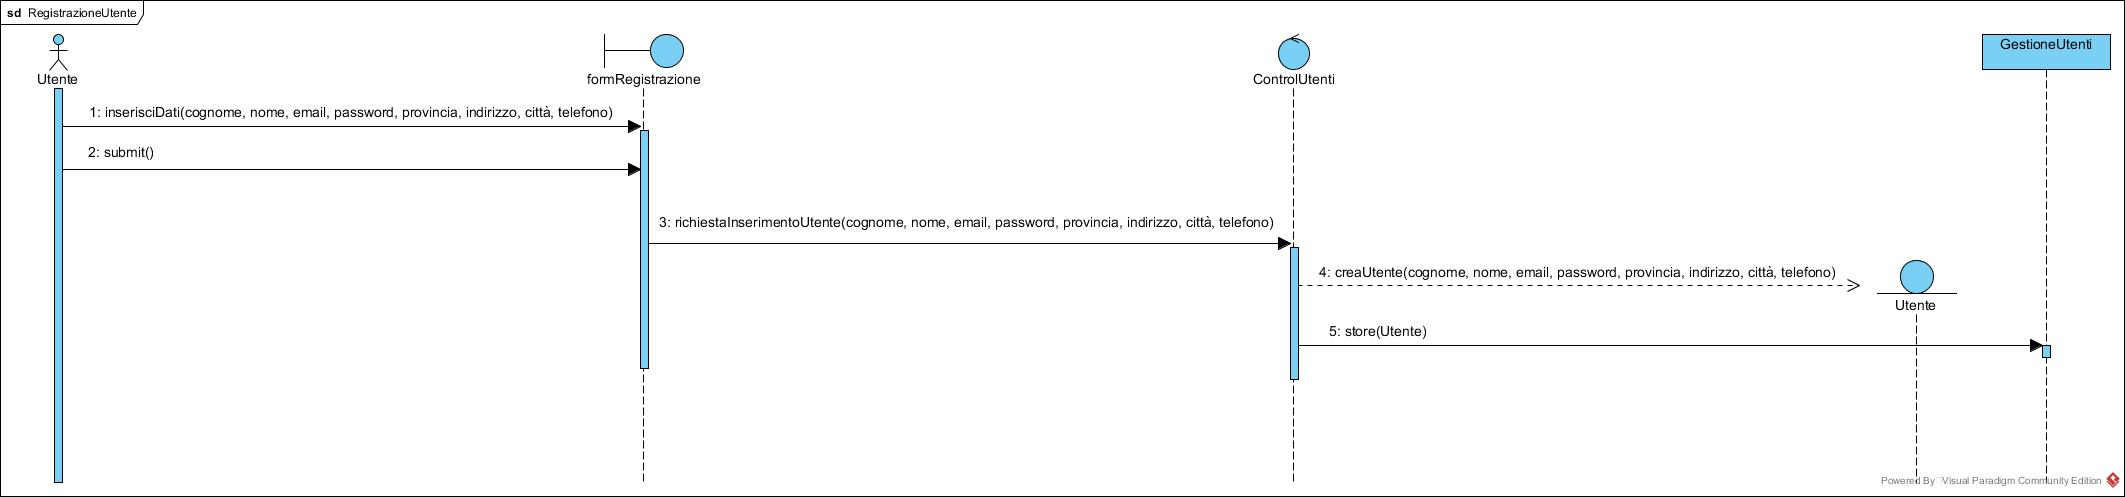 sd RegistrazioneUtente
Utente
formRegistrazione
ControlUtenti
GestioneUtenti
1: inserisciDati(cognome, nome, email, password, provincia, indirizzo, città, telefono)
2: submit()
3: richiestaInserimentoUtente(cognome, nome, email, password, provincia, indirizzo, città, telefono)
4: creaUtente(cognome, nome, email, password, provincia, indirizzo, città, telefono)
Utente
5: store(Utente)
Powered By Visual Paradigm Community Edition